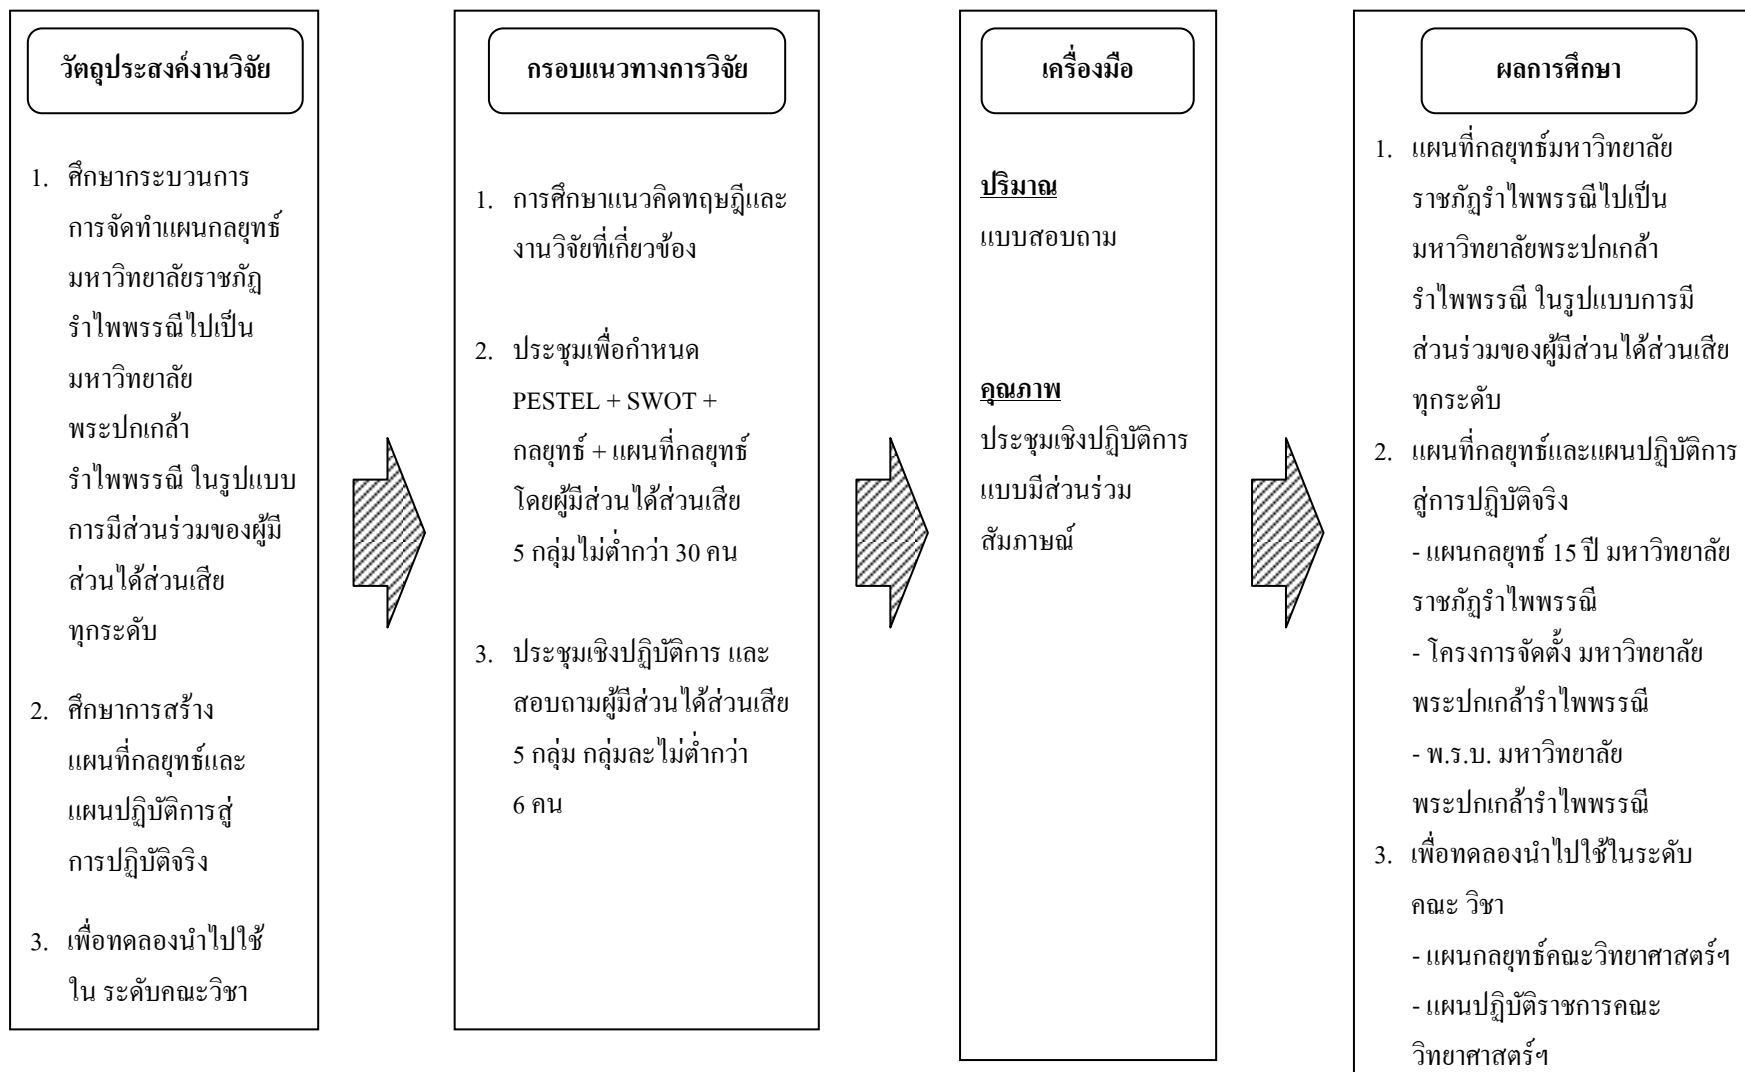 วัตถุประสงค์งานวิจัย
1. ศึกษากระบวนการ
การจัดทำแผนกลยุทธ์
มหาวิทยาลัยราชภัฏ
รำไพพรรณีไปเป็น
มหาวิทยาลัย
พระปกเกล้า
รำไพพรรณี ในรูปแบบ
การมีส่วนร่วมของผู้มี
ส่วนได้ส่วนเสีย
ทุกระดับ
2. ศึกษาการสร้าง
แผนที่กลยุทธ์และ
แผนปฏิบัติการสู่
การปฏิบัติจริง
3. เพื่อทดลองนำไปใช้
ใน ระดับคณะวิชา
กรอบแนวทางการวิจัย
1. การศึกษาแนวคิดทฤษฎีและ
งานวิจัยที่เกี่ยวข้อง
2. ประชุมเพื่อกำหนด
PESTEL + SWOT +
กลยุทธ์ + แผนที่กลยุทธ์
โดยผู้มีส่วนได้ส่วนเสีย
5 กลุ่มไม่ต่ำกว่า 30 คน
3. ประชุมเชิงปฏิบัติการ และ
สอบถามผู้มีส่วนได้ส่วนเสีย
5 กลุ่ม กลุ่มละไม่ต่ำกว่า
6 คน
เครื่องมือ
ปริมาณ
แบบสอบถาม
คุณภาพ
ประชุมเชิงปฏิบัติการ
แบบมีส่วนร่วม
สัมภาษณ์
ผลการศึกษา
1. แผนที่กลยุทธ์มหาวิทยาลัย
ราชภัฏรำไพพรรณีไปเป็น
มหาวิทยาลัยพระปกเกล้า
รำไพพรรณี ในรูปแบบการมี
ส่วนร่วมของผู้มีส่วนได้ส่วนเสีย
ทุกระดับ
2. แผนที่กลยุทธ์และแผนปฏิบัติการ
สู่การปฏิบัติจริง
- แผนกลยุทธ์ 15 ปี มหาวิทยาลัย
ราชภัฏรำไพพรรณี
- โครงการจัดตั้ง มหาวิทยาลัย
พระปกเกล้ารำไพพรรณี
- พ.ร.บ. มหาวิทยาลัย
พระปกเกล้ารำไพพรรณี
3. เพื่อทดลองนำไปใช้ในระดับ
คณะ วิชา
- แผนกลยุทธ์คณะวิทยาศาสตร์ฯ
- แผนปฏิบัติราชการคณะ
วิทยาศาสตร์ฯ